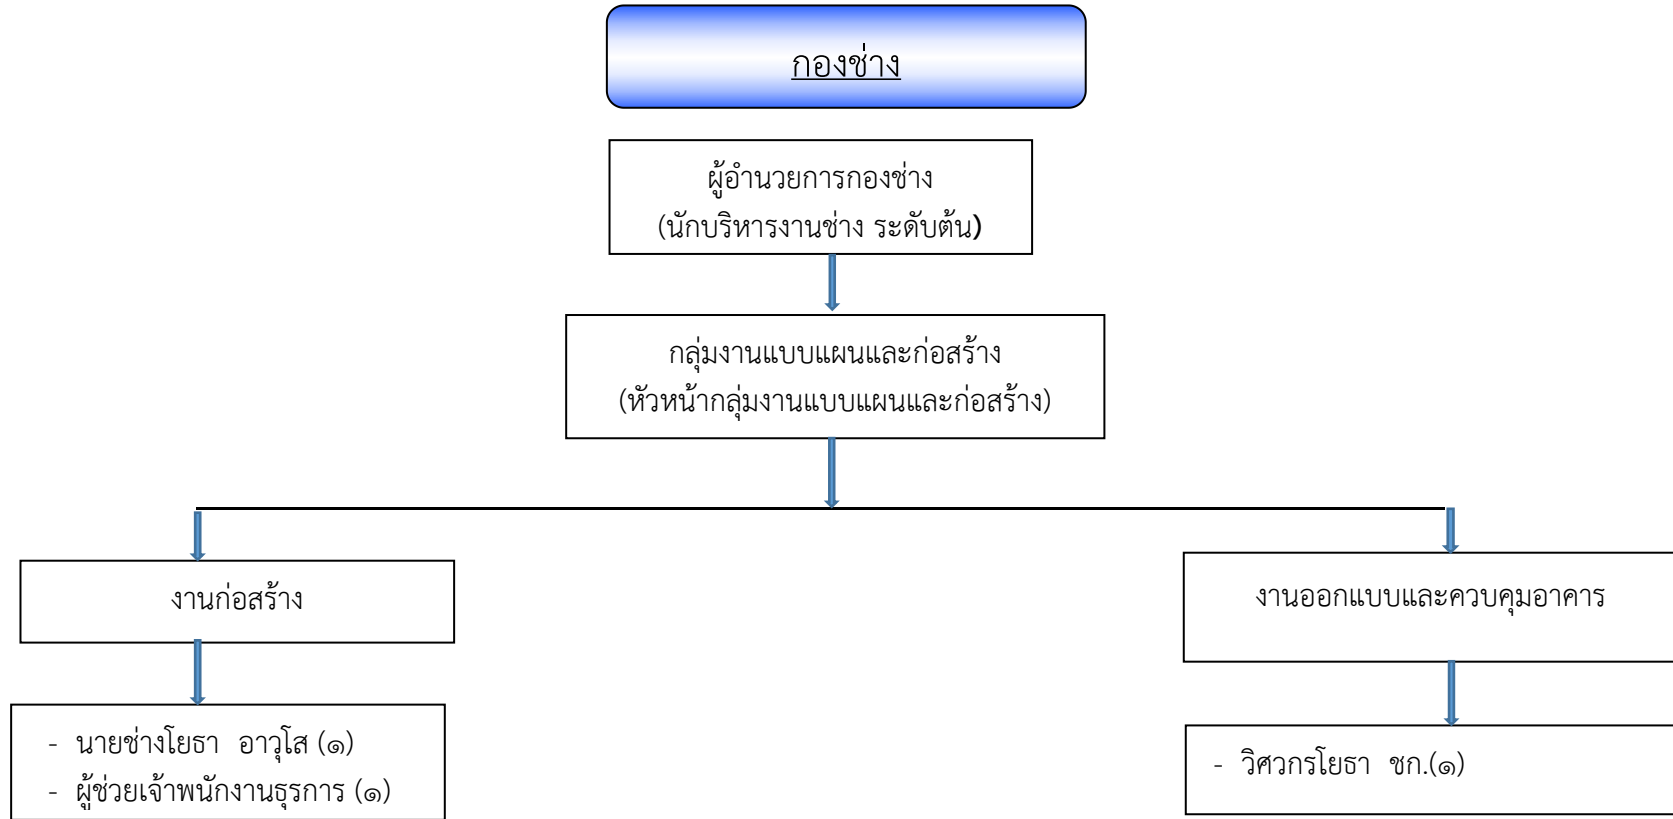 กองช่าง
ผู้อำนวยการกองช่าง
(นักบริหารงานช่าง ระดับต้น)
กลุ่มงานแบบแผนและก่อสร้าง
(หัวหน้ากลุ่มงานแบบแผนและก่อสร้าง)
งานก่อสร้าง
งานออกแบบและควบคุมอาคาร
- นายช่างโยธา อาวุโส (๑)
- ผู้ช่วยเจ้าพนักงานธุรการ (๑)
- วิศวกรโยธา ชก.(๑)